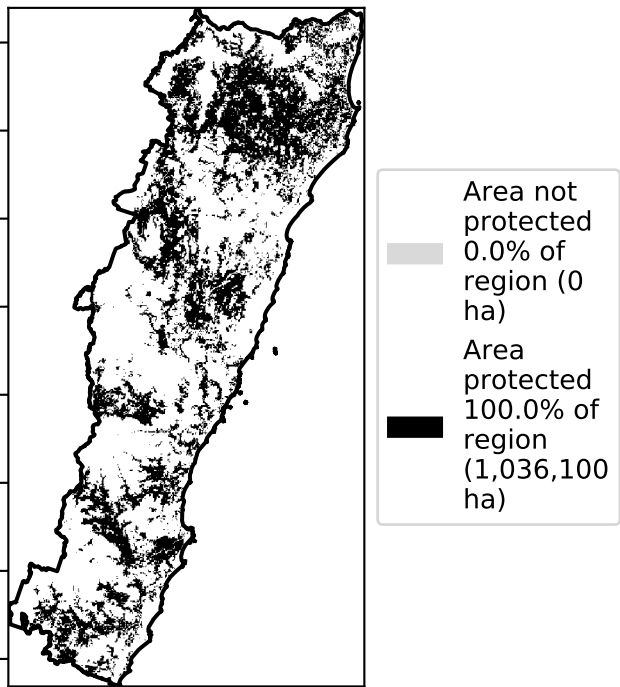 Area not
protected
0.0% of
region (0
ha)
Area
protected
100.0% of
region
(1,036,100
ha)